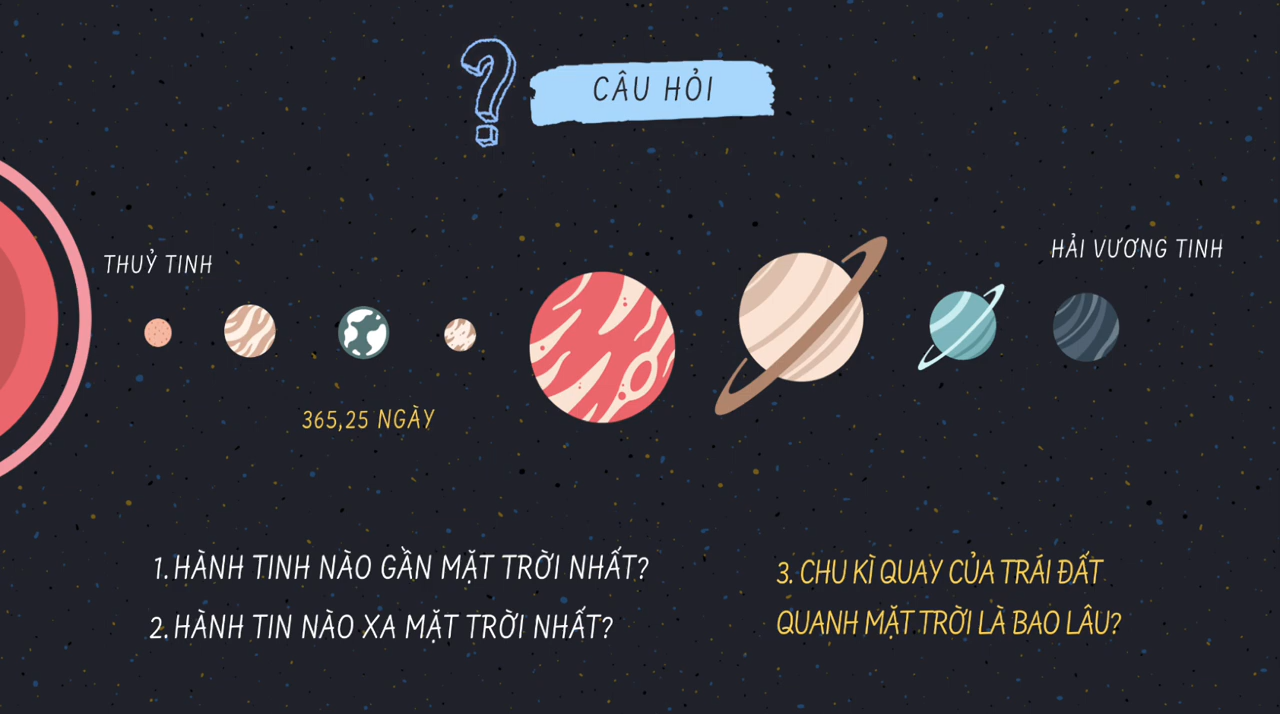 CÂU HỎI
THUỶ TINH
HẢI VƯƠNG TINH
365,25 NGÀY
1. HÀNH TINH NÀO GẦN MẶT TRỜI NHẤT?
2. HÀNH TIN NÀO XA MẶT TRỜI NHẤT?
3. CHU KÌ QUAY CỦA TRÁI ĐẤT
QUANH MẶT TRỜI LÀ BAO LÂU?